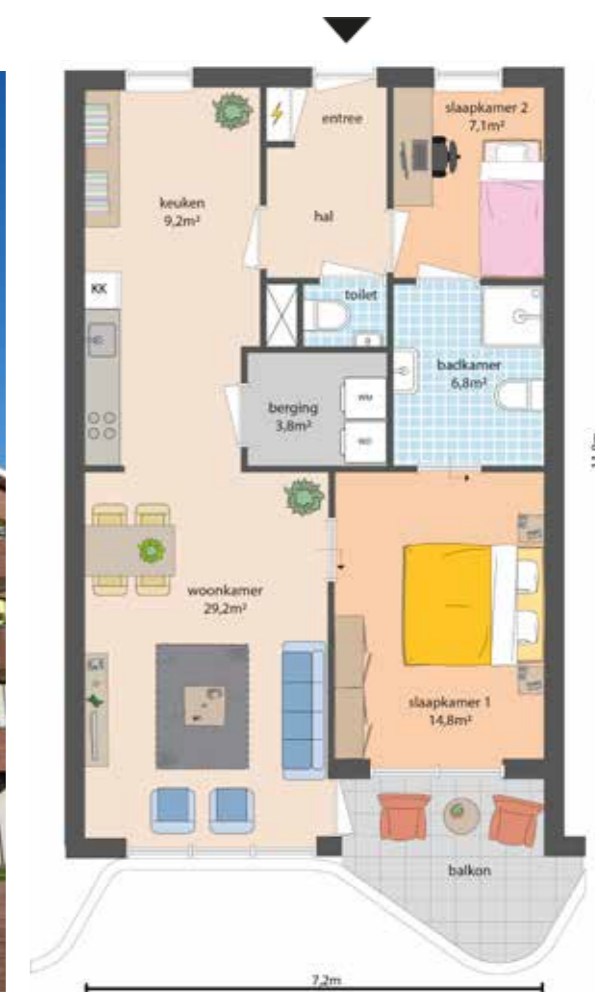 entree
slaapkamer 2
7,1m²
keuken
9,2m²
hal
KK
toilet
badkamer
6,8m²
berging
3,8m²
WM
WD
woonkamer
29,2m²
slaapkamer 1
14,8m²
balkon
7,2m